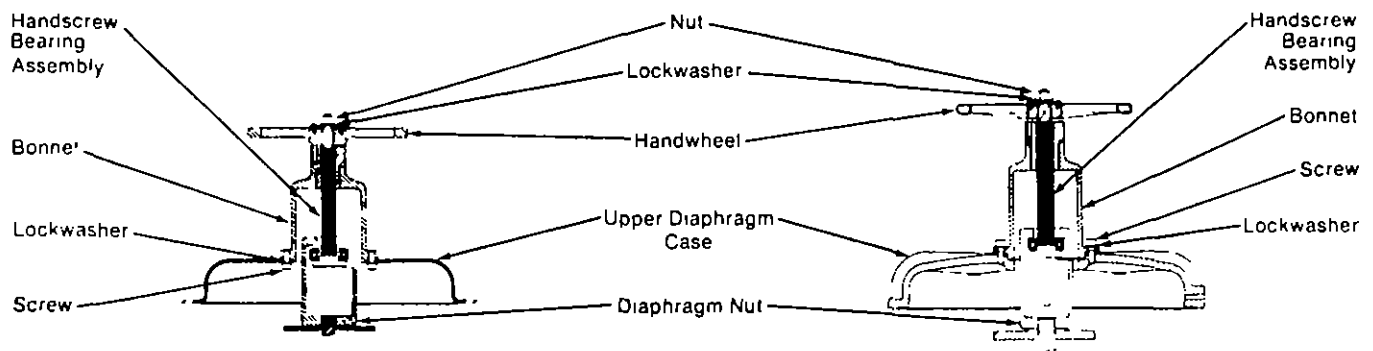 Handscrew
Bearing
Assembly
Bonne
Lockwasher
Screw
Nut
Lockwasher
Handwheel
Upper Diaphragm
Case
Diaphragm Nut
Handscrew
Bearing
Assembly
Bonnet
Screw
Lockwasher